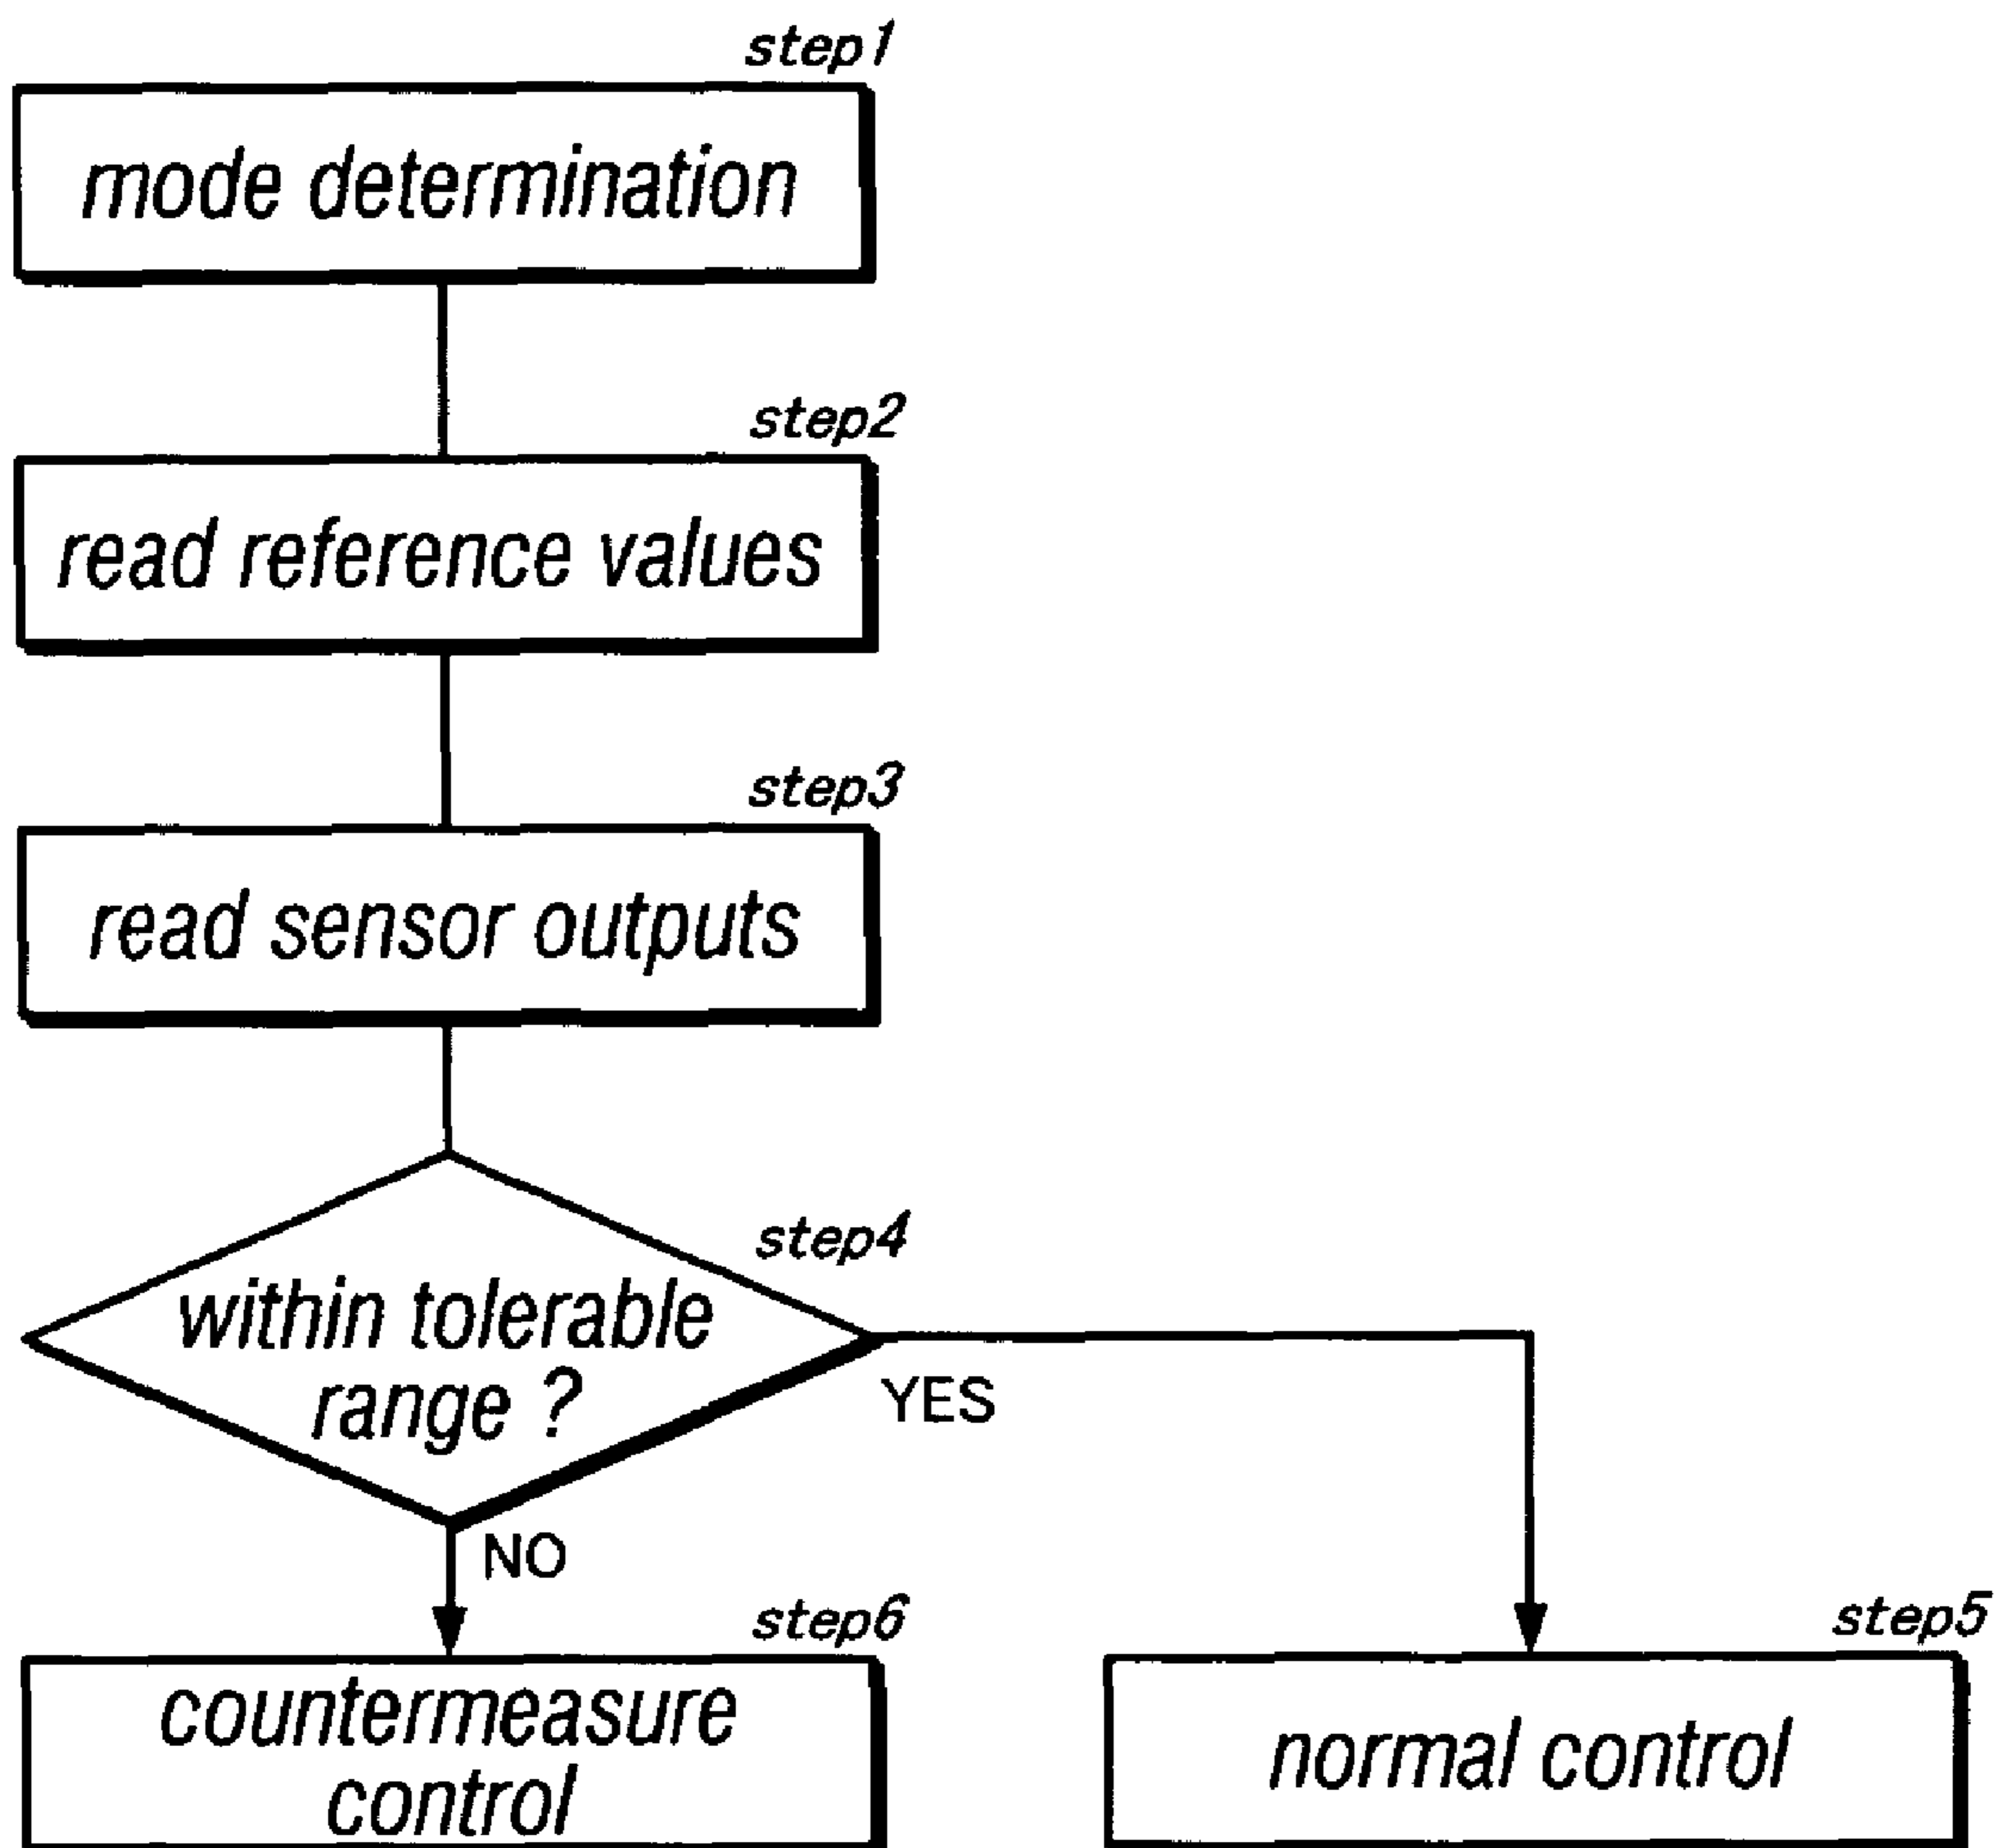 step1
mode determination
step2
read reference values
step3
read sensor outputs
step4
within tolerable
range ?
YES
NO
step6
countermeasure
control
step5
normal control